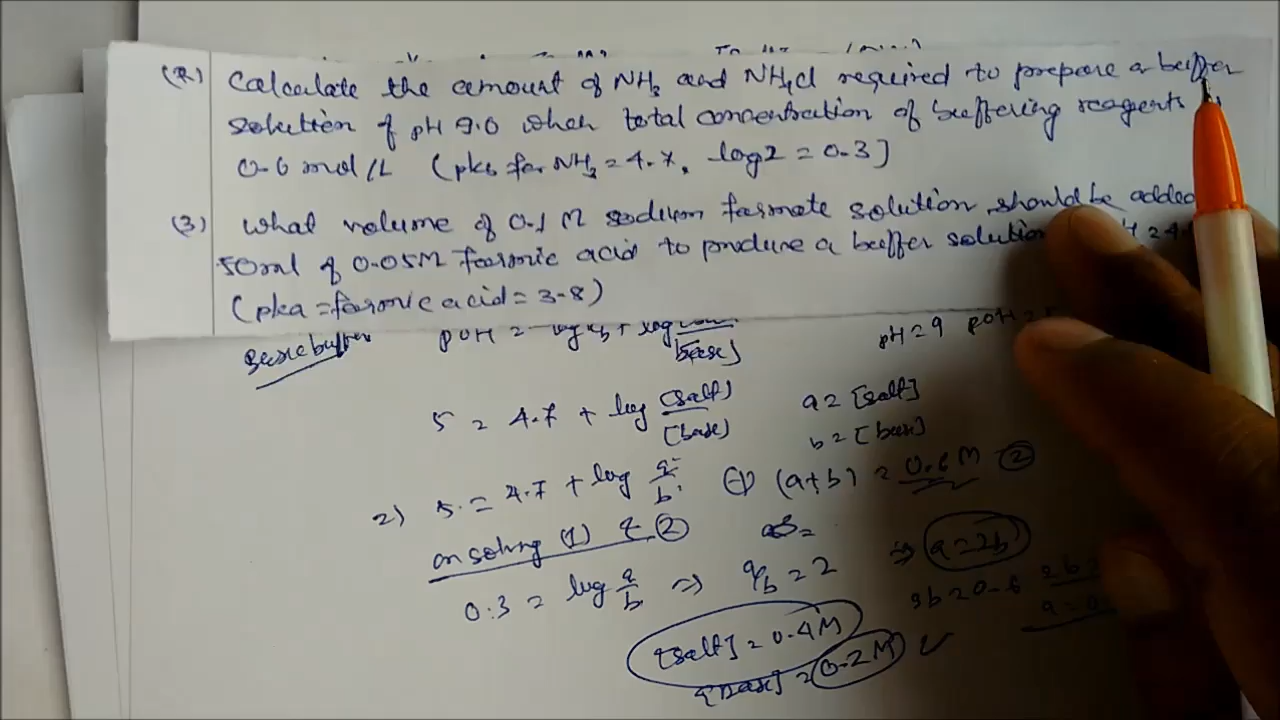 (2) Calculate the amount of NH3 and NH4Cl required to prepare a buffer
solution of pH 9.0 when total concentration of buffering reagents
0.6 mol/L (pkb for NH3 = 4.7, log2 = 0.3]
(3) What volume of 0.1 M sodium formate solution should be added
50ml of 0.05M formic acid to produce a buffer solution
(pka = formic acid = 3.8)
Basic buffer pOH = log [base] pH = 9 pOH =
5 = 4.7 + log [salt]/[base] a = [salt]
b = [base]
2) 5 = 4.7 + log a/b (1) (a+b) = 0.6M (2)
on solving (1) & (2) ⇒ a = 2b
0.3 = log a/b ⇒ a/b = 2 3b = 0.6
[salt] = 0.4M
[Base] = 0.2M ✓